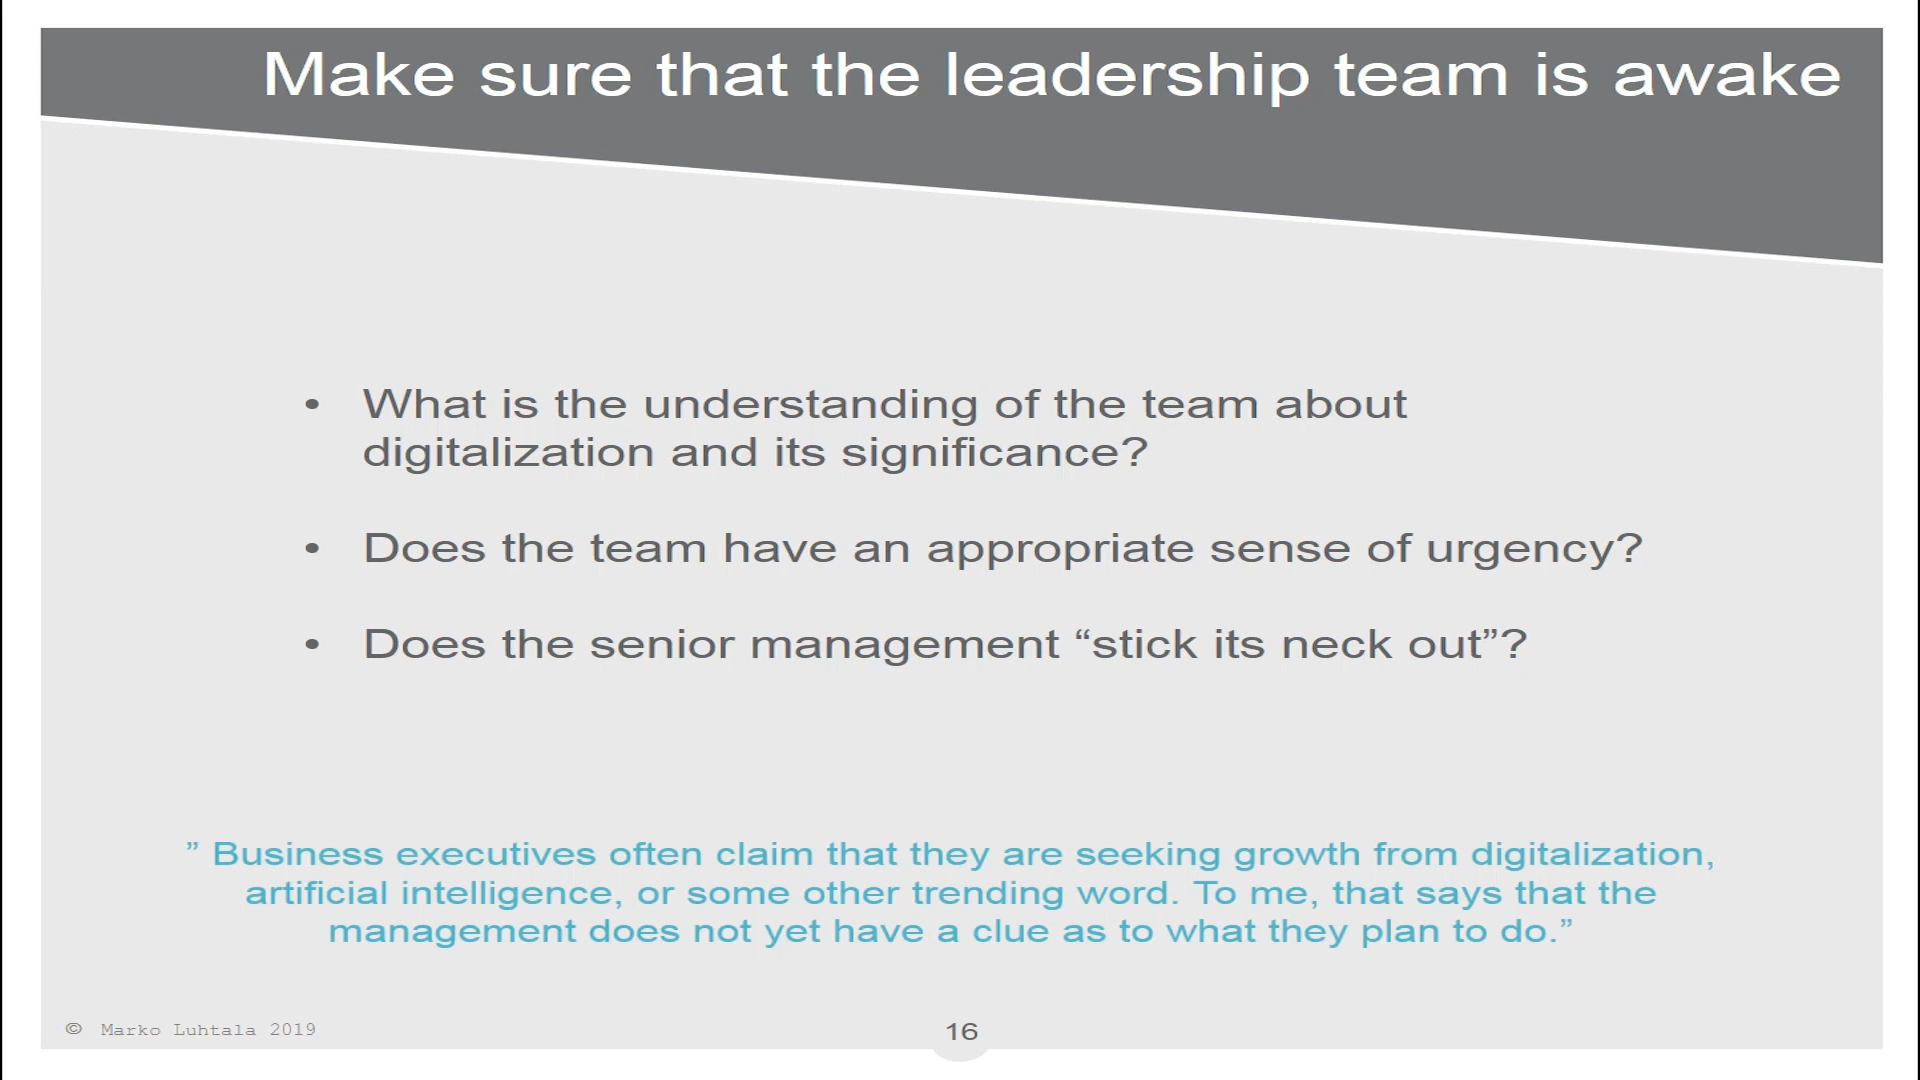 Make sure that the leadership team is awake
• What is the understanding of the team about
digitalization and its significance?
• Does the team have an appropriate sense of urgency?
• Does the senior management “stick its neck out”?
” Business executives often claim that they are seeking growth from digitalization,
artificial intelligence, or some other trending word. To me, that says that the
management does not yet have a clue as to what they plan to do.”
© Marko Luhtala 2019
16